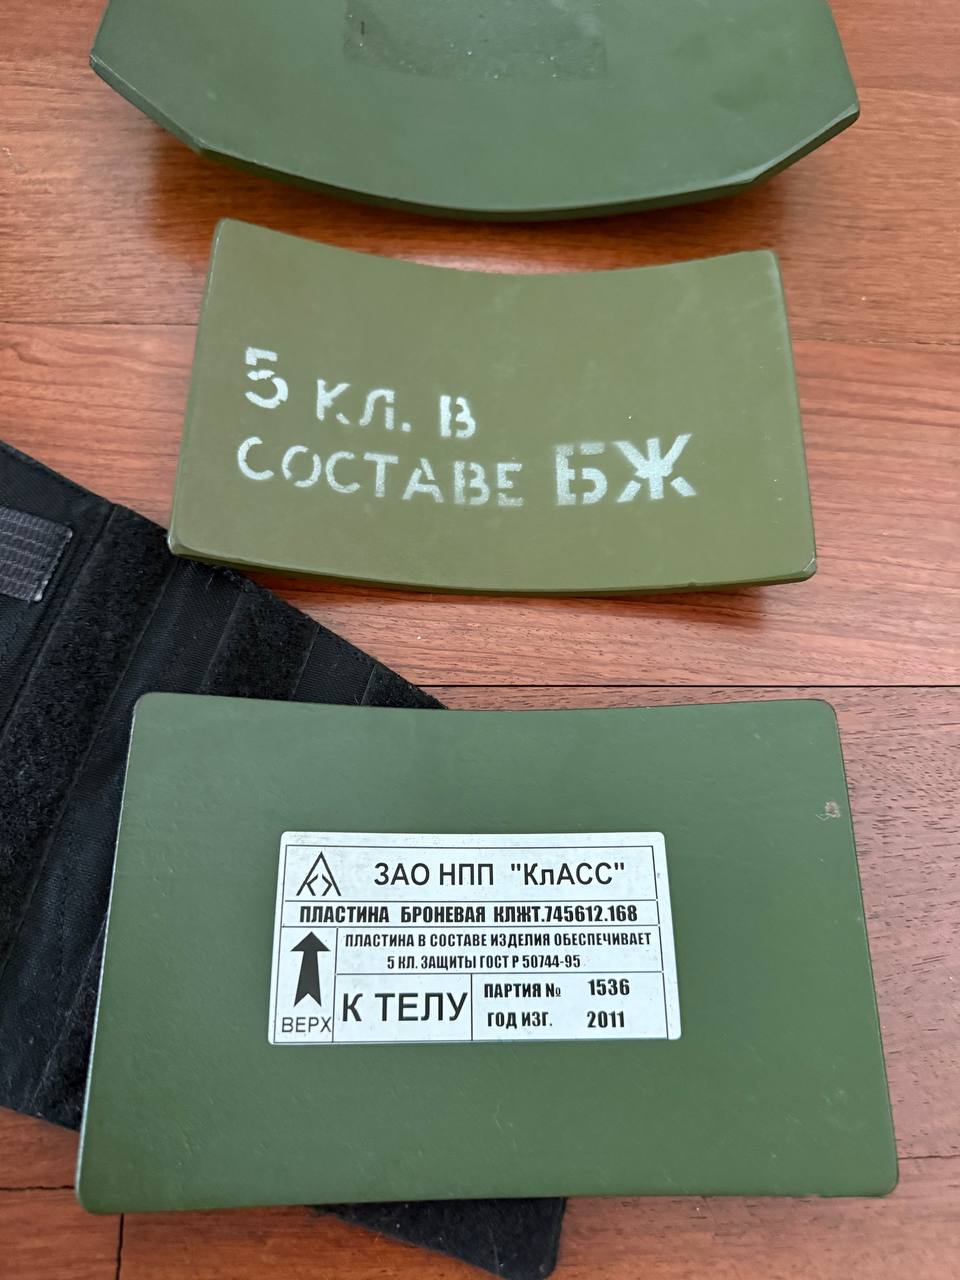 5 КЛ. В
СОСТАВЕ БЖ
ЗАО НПП "КлАСС"
ПЛАСТИНА БРОНЕВАЯ КЛЖТ.745612.168
ПЛАСТИНА В СОСТАВЕ ИЗДЕЛИЯ ОБЕСПЕЧИВАЕТ
5 КЛ. ЗАЩИТЫ ГОСТ Р 50744-95
ВЕРХ
К ТЕЛУ
ПАРТИЯ № 1536
ГОД ИЗГ. 2011